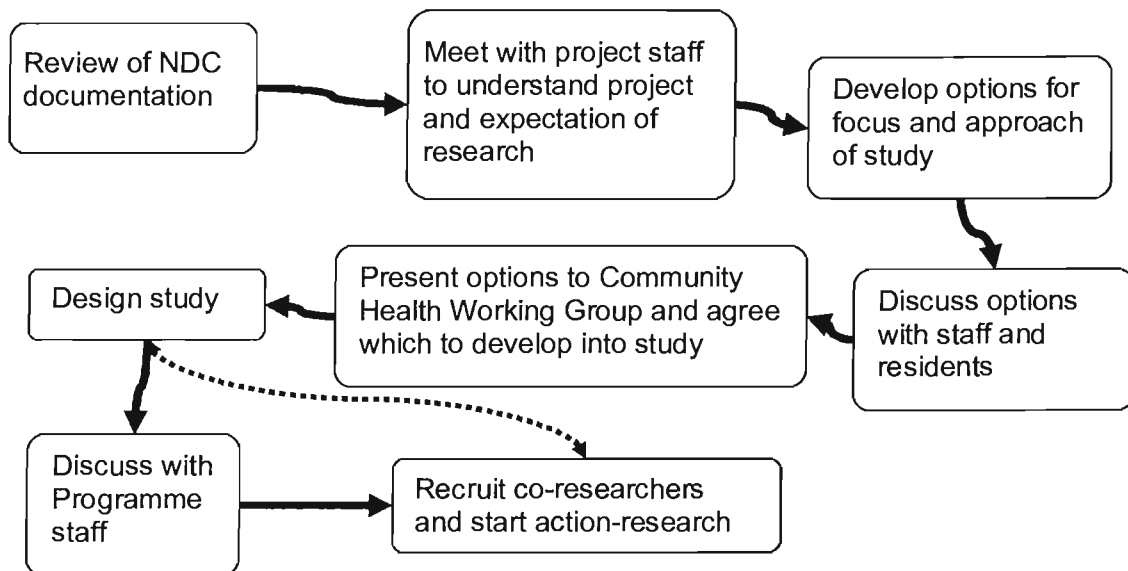 Review of NDC
documentation
Meet with project staff
to understand project
and expectation of
research
Develop options for
focus and approach
of study
Discuss options
with staff and
residents
Present options to Community
Health Working Group and agree
which to develop into study
Design study
Discuss with
Programme
staff
Recruit co-researchers
and start action-research